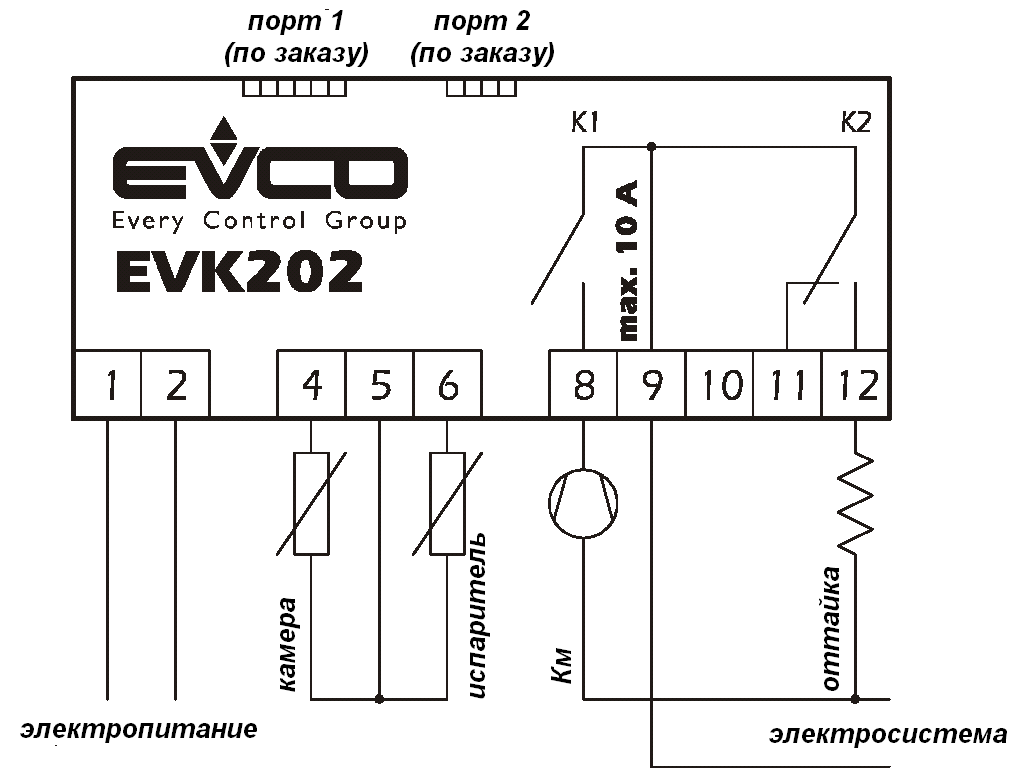 порт 1
(по заказу)
порт 2
(по заказу)
K1
K2
EVCO
Every Control Group
EVK202
max. 10 A
1 2 4 5 6 8 9 10 11 12
камера
испаритель
Км
оттайка
электропитание
электросистема